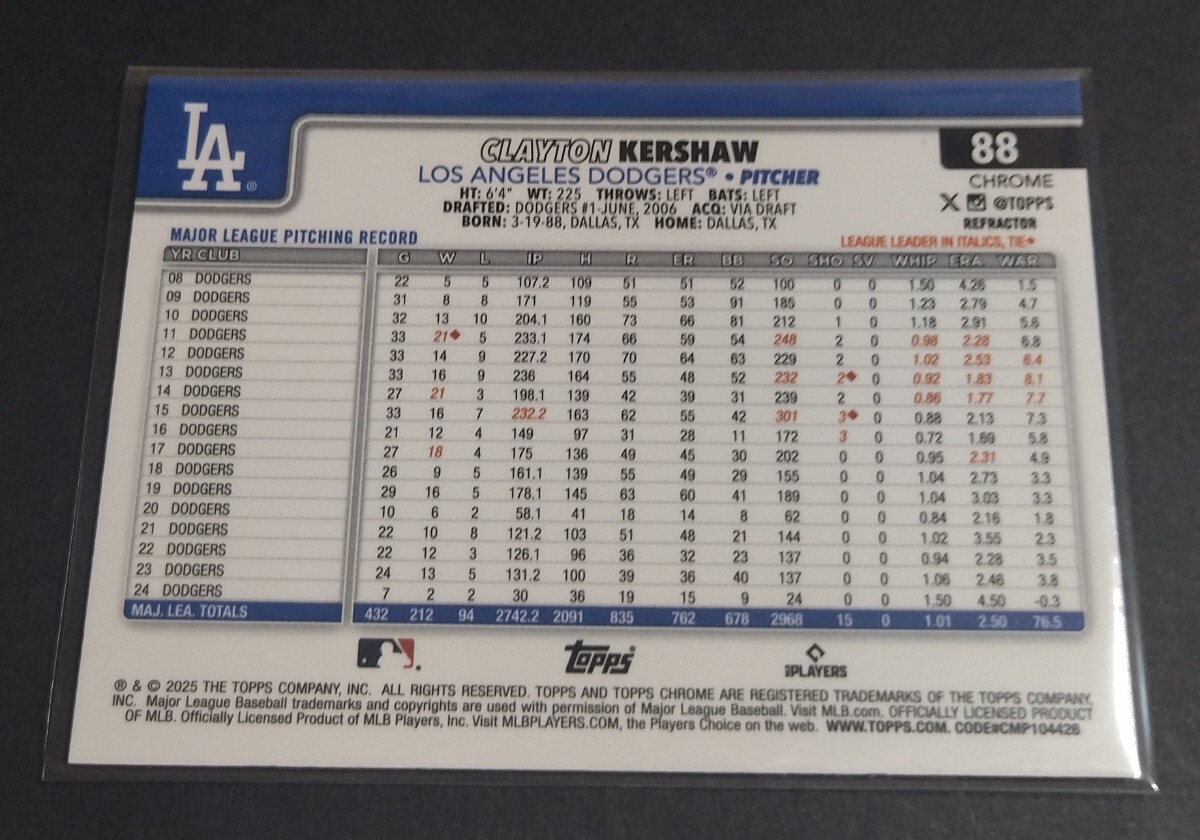 LA®
CLAYTON KERSHAW
88
LOS ANGELES DODGERS® • PITCHER
CHROME
HT: 6'4" WT: 225 THROWS: LEFT BATS: LEFT
X @TOPPS
DRAFTED: DODGERS #1-JUNE, 2006 ACQ: VIA DRAFT
REFRACTOR
BORN: 3-19-88, DALLAS, TX HOME: DALLAS, TX
MAJOR LEAGUE PITCHING RECORD
LEAGUE LEADER IN ITALICS, TIE◆
YR CLUB G W L IP H R ER BB SO SHO SV WHIP ERA WAR
08 DODGERS 22 5 5 107.2 109 51 51 52 100 0 0 1.50 4.26 1.5
09 DODGERS 31 8 8 171 119 55 53 91 185 0 0 1.23 2.79 4.7
10 DODGERS 32 13 10 204.1 160 73 66 81 212 1 0 1.18 2.91 5.6
11 DODGERS 33 21◆ 5 233.1 174 66 59 54 248 2 0 0.98 2.28 6.8
12 DODGERS 33 14 9 227.2 170 70 64 63 229 2 0 1.02 2.53 6.4
13 DODGERS 33 16 9 236 164 55 48 52 232 2◆ 0 0.92 1.83 8.1
14 DODGERS 27 21 3 198.1 139 42 39 31 239 2 0 0.86 1.77 7.7
15 DODGERS 33 16 7 232.2 163 62 55 42 301 3◆ 0 0.88 2.13 7.3
16 DODGERS 21 12 4 149 97 31 28 11 172 3 0 0.72 1.69 5.8
17 DODGERS 27 18 4 175 136 49 45 30 202 0 0 0.95 2.31 4.9
18 DODGERS 26 9 5 161.1 139 55 49 29 155 0 0 1.04 2.73 3.3
19 DODGERS 29 16 5 178.1 145 63 60 41 189 0 0 1.04 3.03 3.3
20 DODGERS 10 6 2 58.1 41 18 14 8 62 0 0 0.84 2.16 1.8
21 DODGERS 22 10 8 121.2 103 51 48 21 144 0 0 1.02 3.55 2.3
22 DODGERS 22 12 3 126.1 96 36 32 23 137 0 0 0.94 2.28 3.5
23 DODGERS 24 13 5 131.2 100 39 36 40 137 0 0 1.06 2.46 3.8
24 DODGERS 7 2 2 30 36 19 15 9 24 0 0 1.50 4.50 -0.3
MAJ. LEA. TOTALS 432 212 94 2742.2 2091 835 762 678 2968 15 0 1.01 2.50 76.5
topps
MLB PLAYERS
® & © 2025 THE TOPPS COMPANY, INC. ALL RIGHTS RESERVED. TOPPS AND TOPPS CHROME ARE REGISTERED TRADEMARKS OF THE TOPPS COMPANY,
INC. Major League Baseball trademarks and copyrights are used with permission of Major League Baseball. Visit MLB.com. OFFICIALLY LICENSED PRODUCT
OF MLB. Officially Licensed Product of MLB Players, Inc. Visit MLBPLAYERS.COM, the Players Choice on the web. WWW.TOPPS.COM. CODE#CMP104426